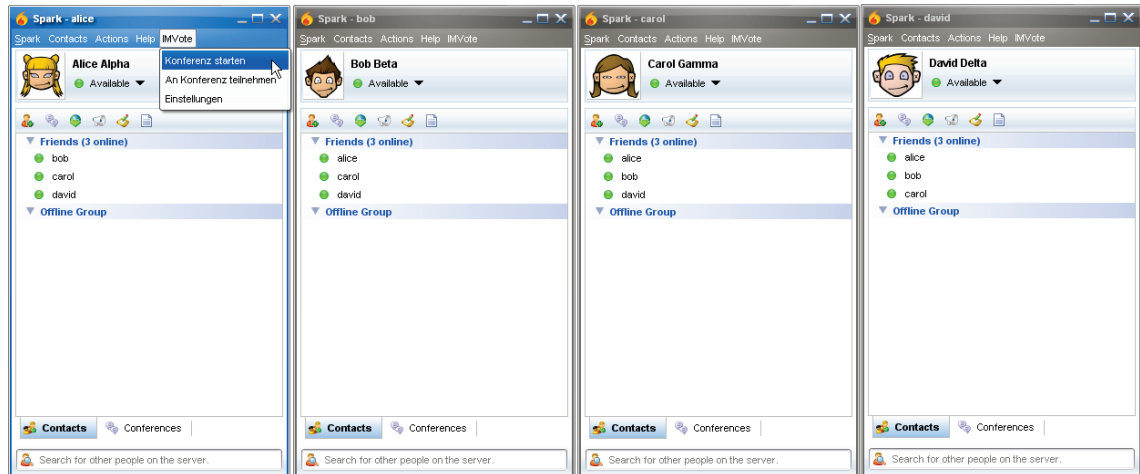 Spark - alice
Spark Contacts Actions Help IMVote
Konferenz starten
An Konferenz teilnehmen
Einstellungen
Alice Alpha
Available
Friends (3 online)
bob
carol
david
Offline Group
Contacts Conferences
Search for other people on the server.
Spark - bob
Spark Contacts Actions Help IMVote
Bob Beta
Available
Friends (3 online)
alice
carol
david
Offline Group
Contacts Conferences
Search for other people on the server.
Spark - carol
Spark Contacts Actions Help IMVote
Carol Gamma
Available
Friends (3 online)
alice
bob
david
Offline Group
Contacts Conferences
Search for other people on the server.
Spark - david
Spark Contacts Actions Help IMVote
David Delta
Available
Friends (3 online)
alice
bob
carol
Offline Group
Contacts Conferences
Search for other people on the server.